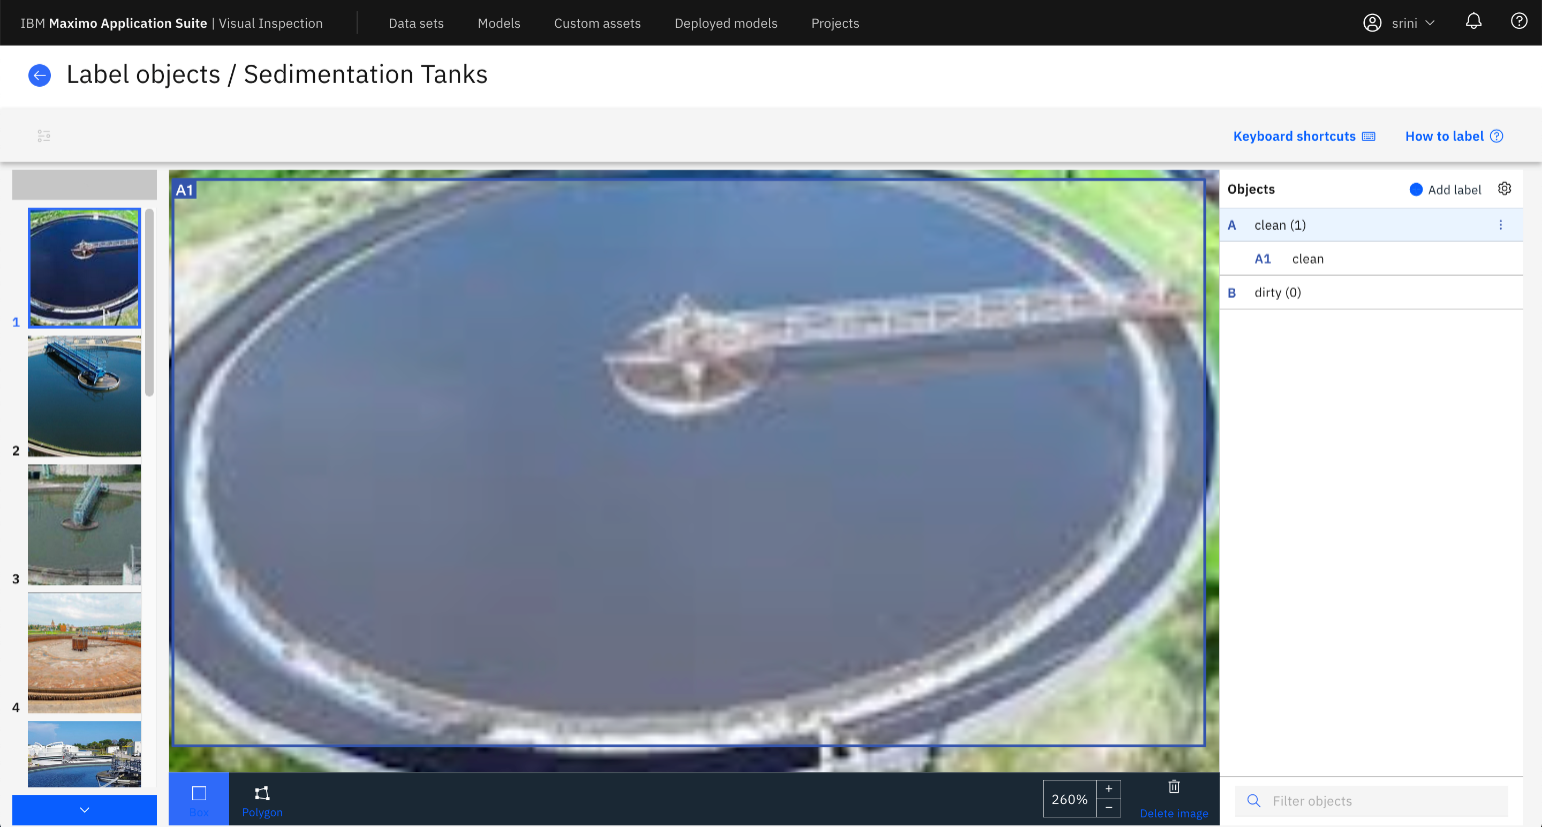 IBM Maximo Application Suite | Visual Inspection
Data sets
Models
Custom assets
Deployed models
Projects
srini
Label objects / Sedimentation Tanks
Keyboard shortcuts
How to label
1
2
3
4
A1
Objects
Add label
A clean (1)
A1 clean
B dirty (0)
Box
Polygon
260%
+
−
Delete image
Filter objects